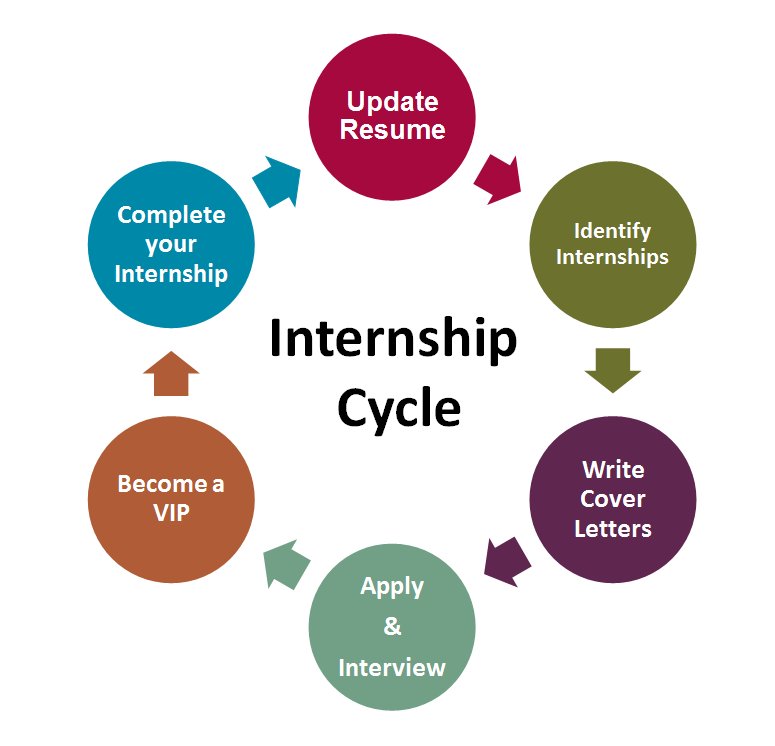 Update
Resume
Identify
Internships
Write
Cover
Letters
Apply
&
Interview
Become a
VIP
Complete
your
Internship
Internship
Cycle